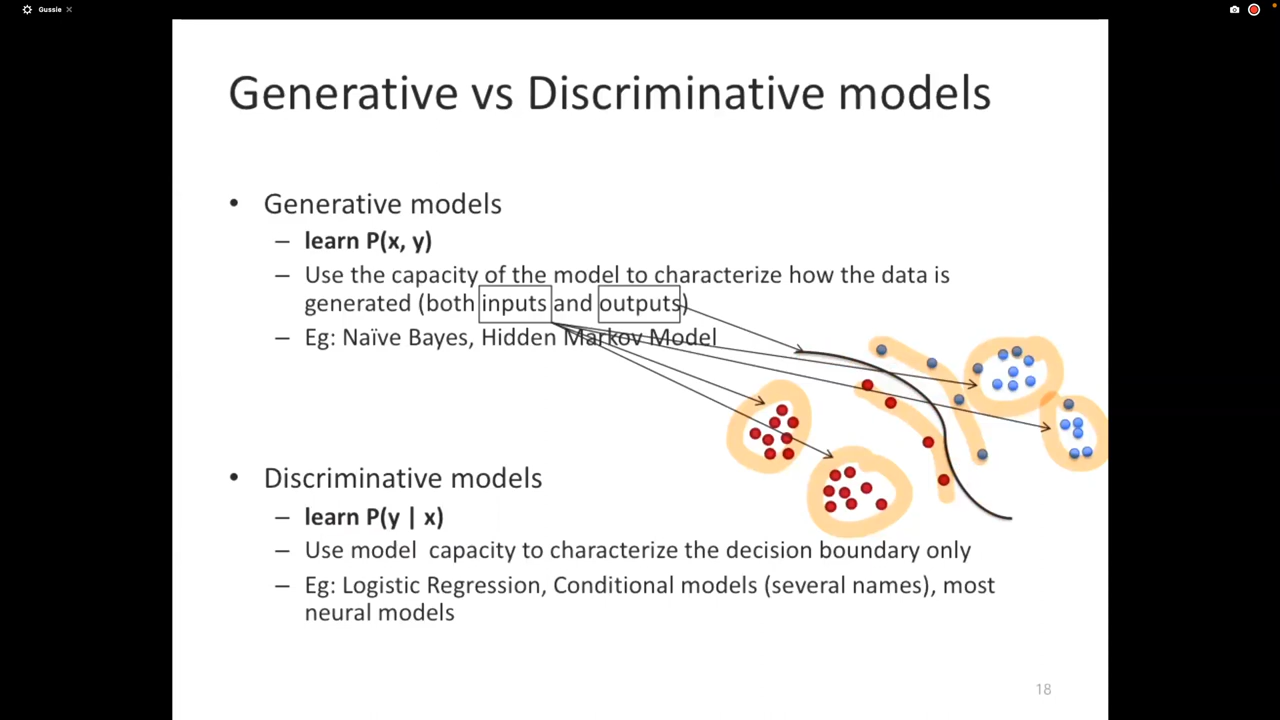 Gussie
Generative vs Discriminative models
• Generative models
– learn P(x, y)
– Use the capacity of the model to characterize how the data is
generated (both inputs and outputs)
– Eg: Naïve Bayes, Hidden Markov Model
• Discriminative models
– learn P(y | x)
– Use model  capacity to characterize the decision boundary only
– Eg: Logistic Regression, Conditional models (several names), most
neural models
18